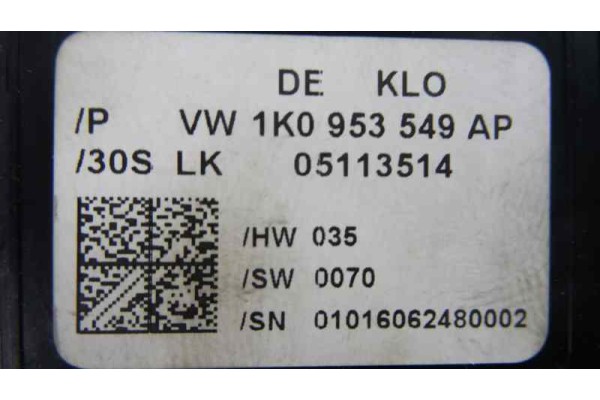 DE KLO
/P VW 1K0 953 549 AP
/30S LK 05113514
/HW 035
/SW 0070
/SN 01016062480002